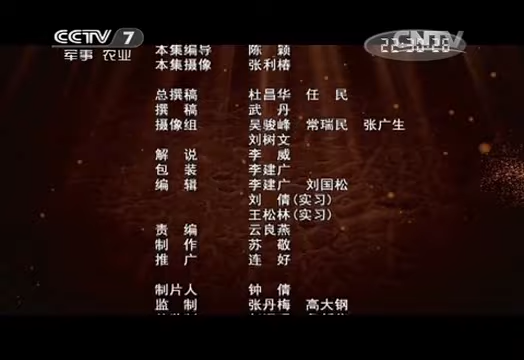 CCTV 7
军事 农业
CNTV
本集编导 陈 颖
本集摄像 张利椿
总撰稿 杜昌华 任 民
撰 稿 武 丹
摄像组 吴骏峰 常瑞民 张广生
刘树文
解 说 李 威
包 装 李建广
编 辑 李建广 刘国松
刘 倩(实习)
王松林(实习)
责 编 云良燕
制 作 苏 敬
推 广 连 好
制片人 钟 倩
监 制 张丹梅 高大钢